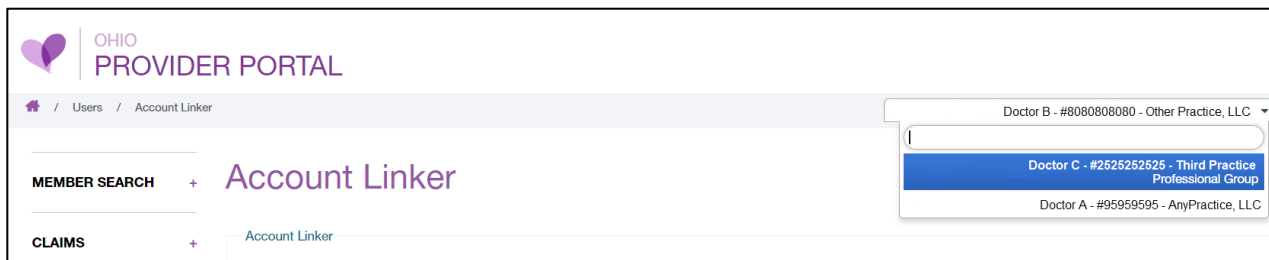 OHIO
PROVIDER PORTAL
/ Users / Account Linker
Doctor B - #8080808080 - Other Practice, LLC
Doctor C - #2525252525 - Third Practice
Professional Group
Doctor A - #95959595 - AnyPractice, LLC
MEMBER SEARCH +
Account Linker
CLAIMS +
Account Linker